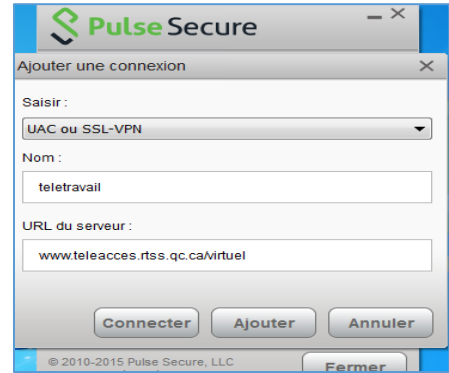 Pulse Secure
Ajouter une connexion
Saisir :
UAC ou SSL-VPN
Nom :
teletravail
URL du serveur :
www.teleacces.rtss.qc.ca/virtuel
Connecter Ajouter Annuler
© 2010-2015 Pulse Secure, LLC
Fermer